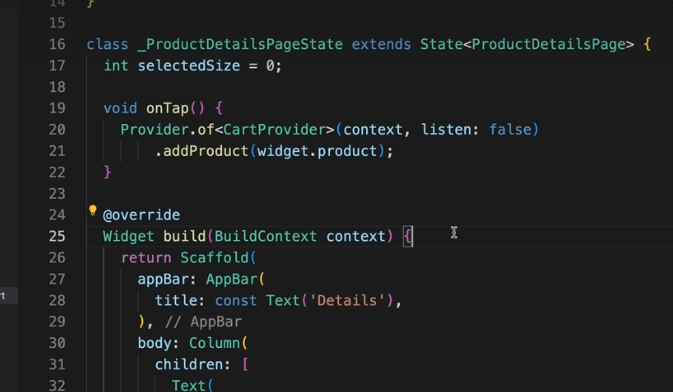 14 }
15
16 class _ProductDetailsPageState extends State<ProductDetailsPage> {
17 int selectedSize = 0;
18
19 void onTap() {
20 Provider.of<CartProvider>(context, listen: false)
21 .addProduct(widget.product);
22 }
23
24 @override
25 Widget build(BuildContext context) {
26 return Scaffold(
27 appBar: AppBar(
28 title: const Text('Details'),
29 ), // AppBar
30 body: Column(
31 children: [
32 Text(